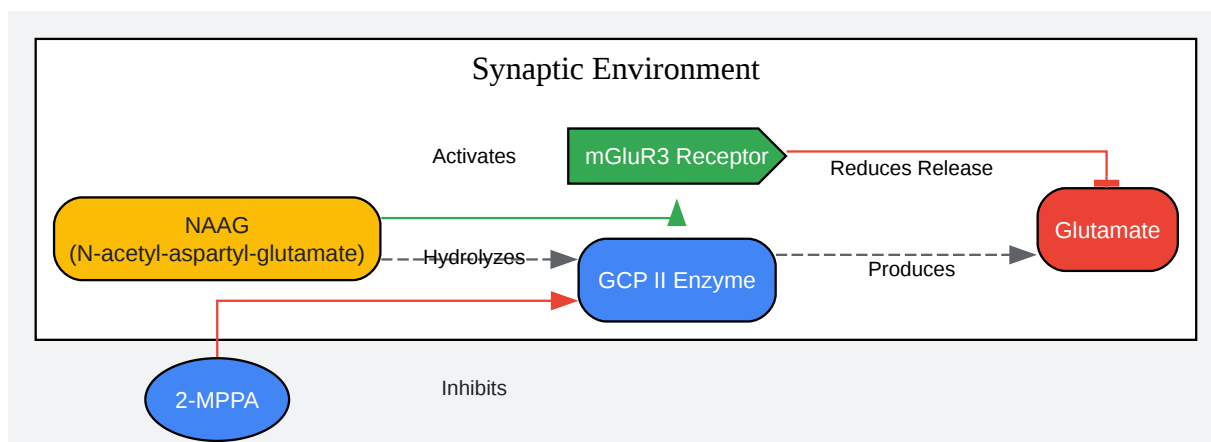 Synaptic Environment
Activates
mGluR3 Receptor
Reduces Release
NAAG
(N-acetyl-aspartyl-glutamate)
Hydrolyzes
GCP II Enzyme
Produces
Glutamate
2-MPPA
Inhibits